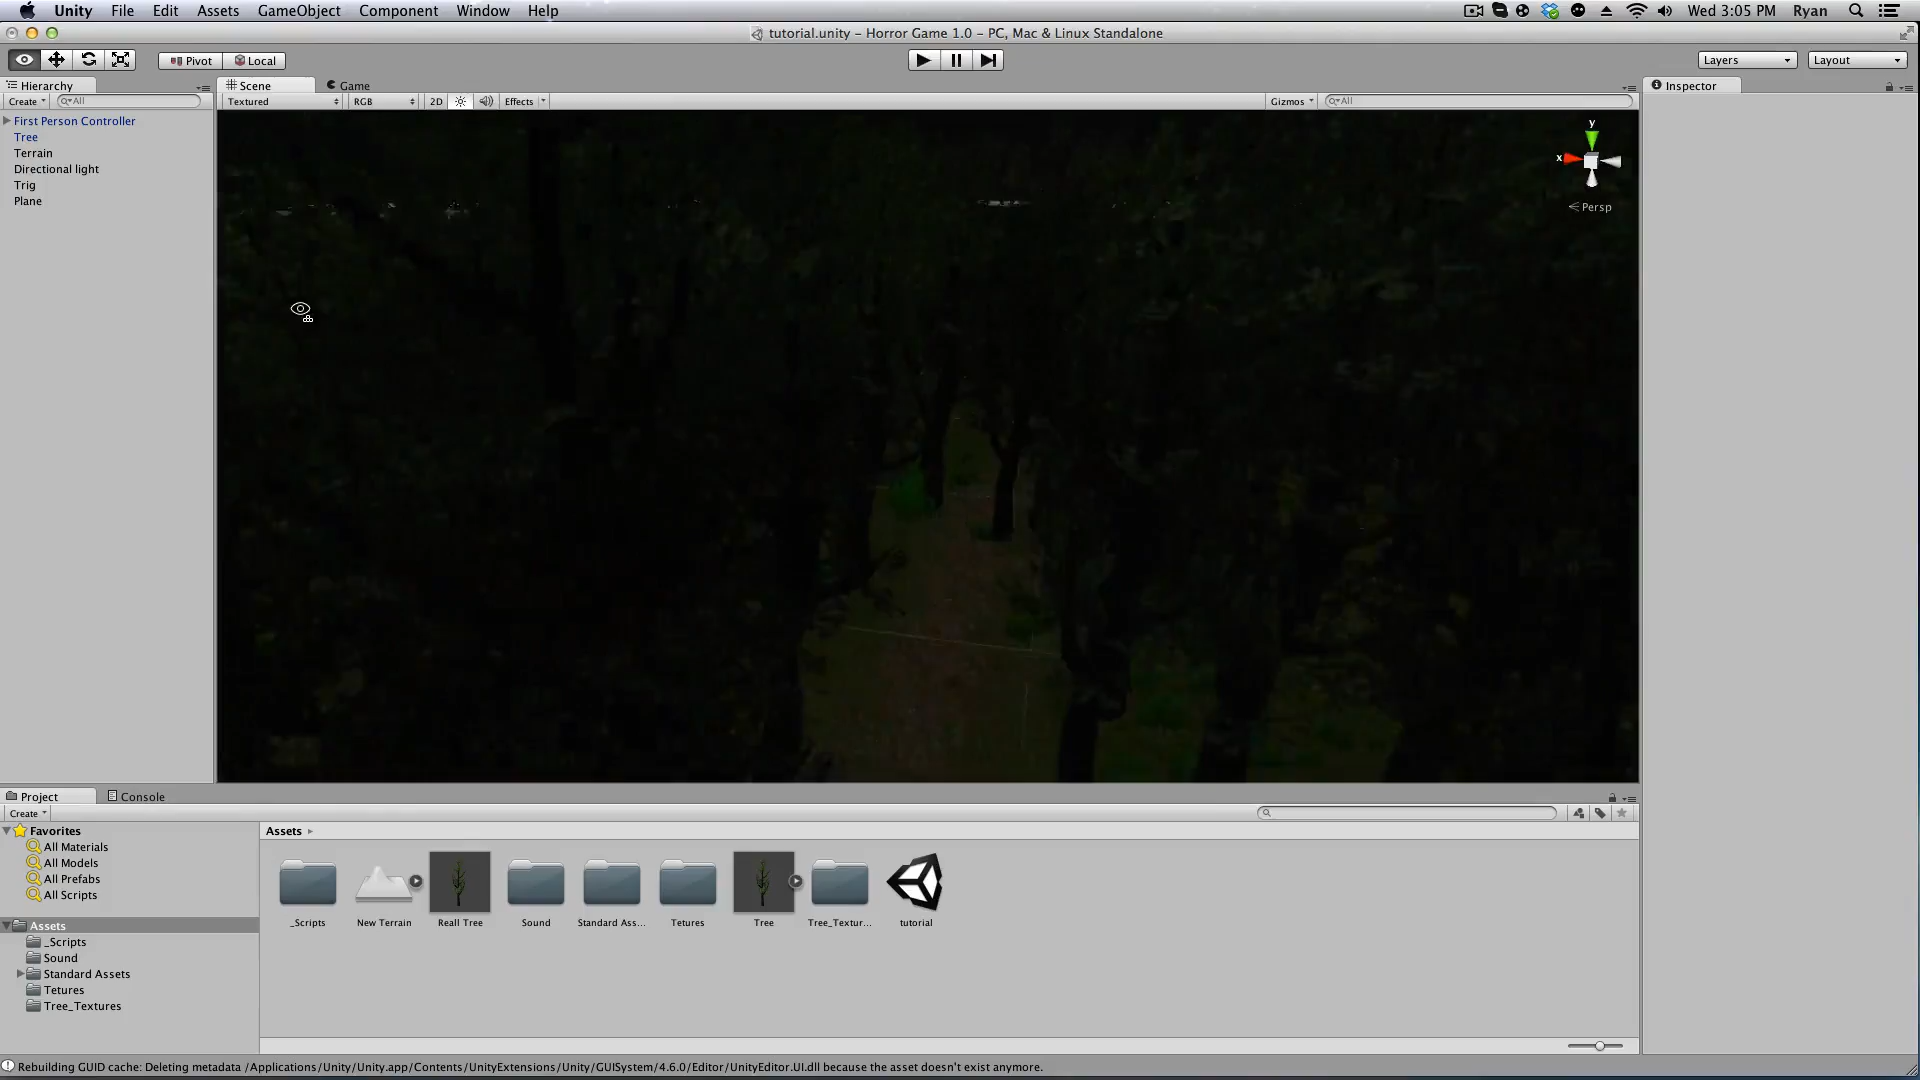 Unity File Edit Assets GameObject Component Window Help Wed 3:05 PM Ryan
tutorial.unity – Horror Game 1.0 – PC, Mac & Linux Standalone
Pivot Local Layers Layout
Hierarchy Scene Game Inspector
Create All Textured RGB 2D Effects Gizmos All
First Person Controller
Tree
Terrain
Directional light
Trig
Plane
y
x
Persp
Project Console
Create
Favorites
All Materials
All Models
All Prefabs
All Scripts
Assets
_Scripts
Sound
Standard Assets
Tetures
Tree_Textures
Assets
_Scripts New Terrain Reall Tree Sound Standard Ass... Tetures Tree Tree_Textur... tutorial
Rebuilding GUID cache: Deleting metadata /Applications/Unity/Unity.app/Contents/UnityExtensions/Unity/GUISystem/4.6.0/Editor/UnityEditor.UI.dll because the asset doesn't exist anymore.